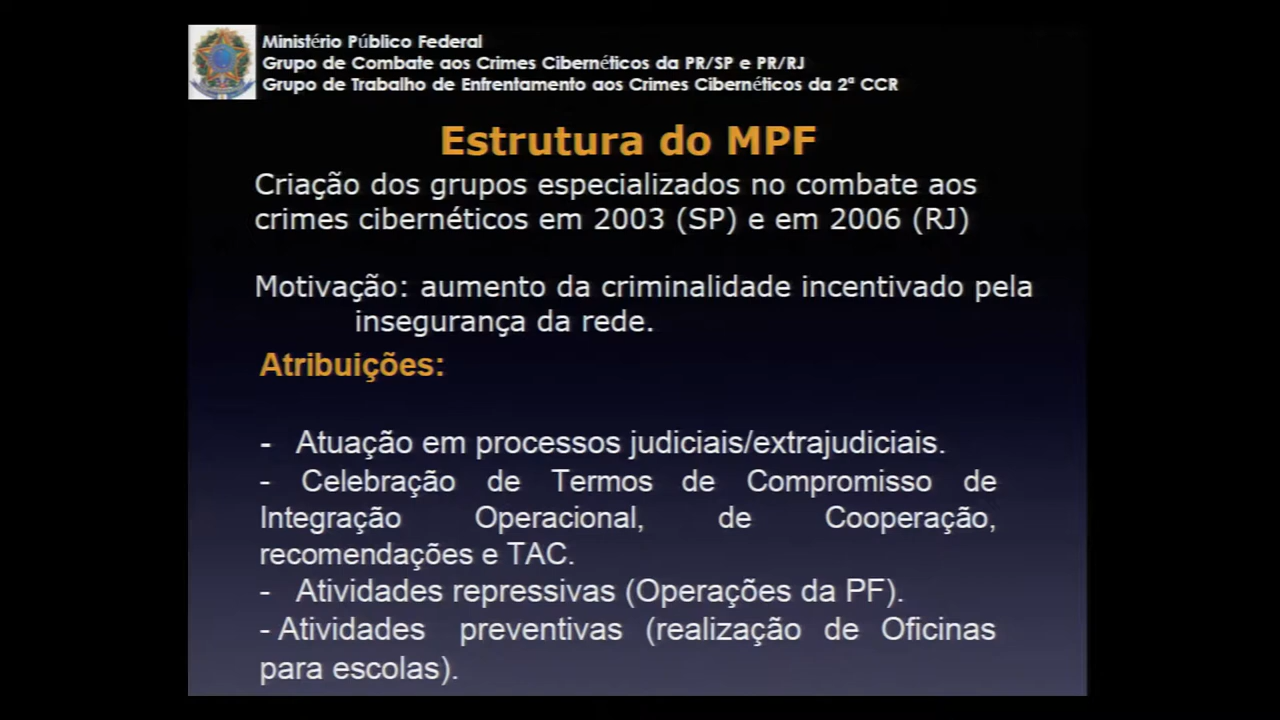 Ministério Público Federal
Grupo de Combate aos Crimes Cibernéticos da PR/SP e PR/RJ
Grupo de Trabalho de Enfrentamento aos Crimes Cibernéticos da 2ª CCR
Estrutura do MPF
Criação dos grupos especializados no combate aos
crimes cibernéticos em 2003 (SP) e em 2006 (RJ)
Motivação: aumento da criminalidade incentivado pela
insegurança da rede.
Atribuições:
- Atuação em processos judiciais/extrajudiciais.
- Celebração de Termos de Compromisso de
Integração Operacional, de Cooperação,
recomendações e TAC.
- Atividades repressivas (Operações da PF).
- Atividades preventivas (realização de Oficinas
para escolas).